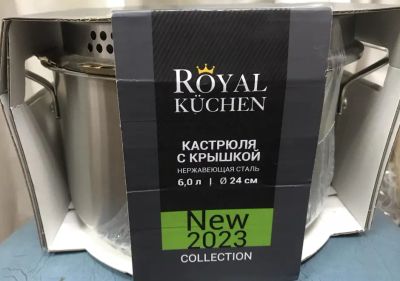 ROYAL
KÜCHEN
КАСТРЮЛЯ
С КРЫШКОЙ
НЕРЖАВЕЮЩАЯ СТАЛЬ
6,0 л | Ø 24 см
New
2023
COLLECTION